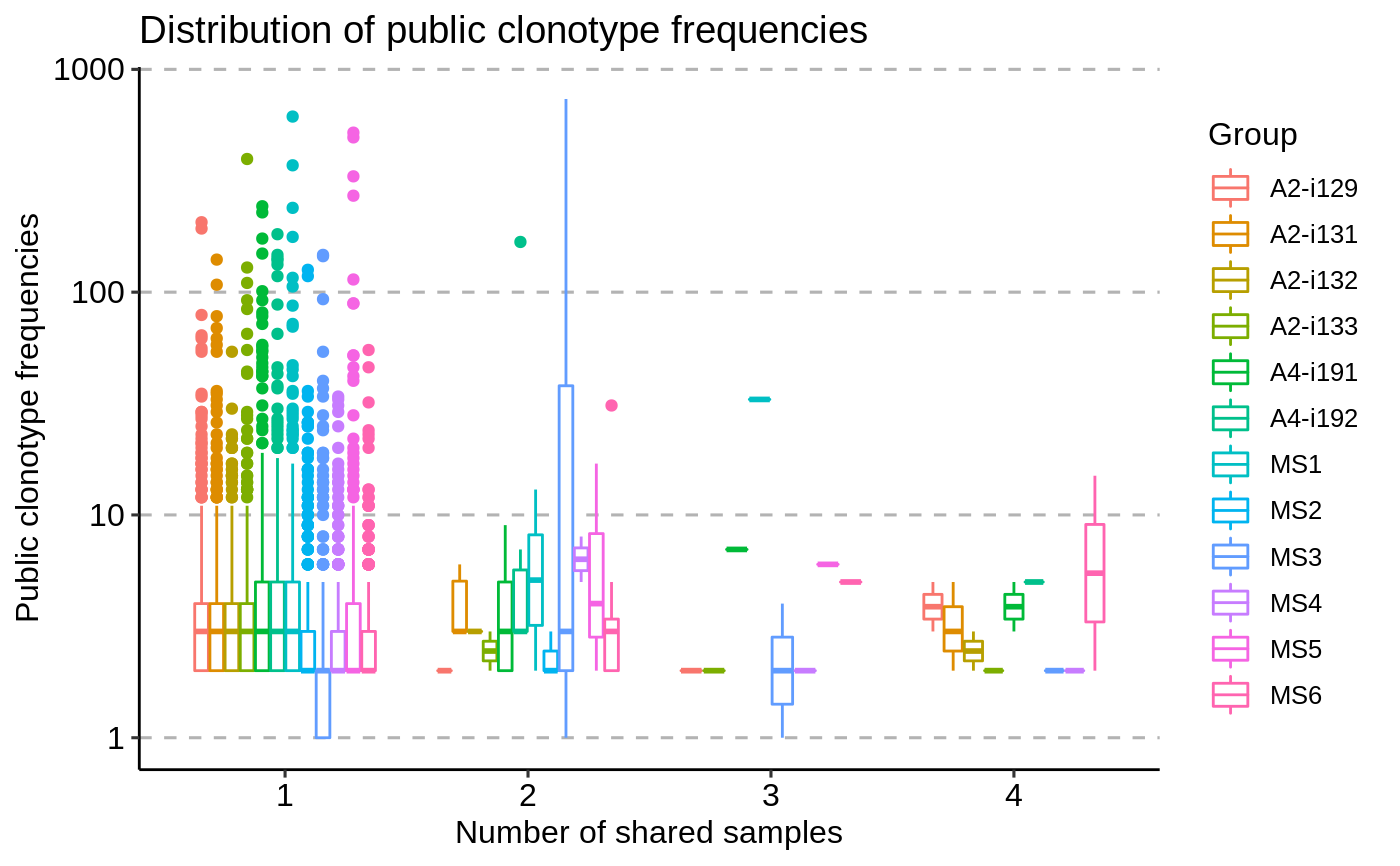 Distribution of public clonotype frequencies
1000
100
10
1
Public clonotype frequencies
1
2
3
4
Number of shared samples
Group
A2-i129
A2-i131
A2-i132
A2-i133
A4-i191
A4-i192
MS1
MS2
MS3
MS4
MS5
MS6